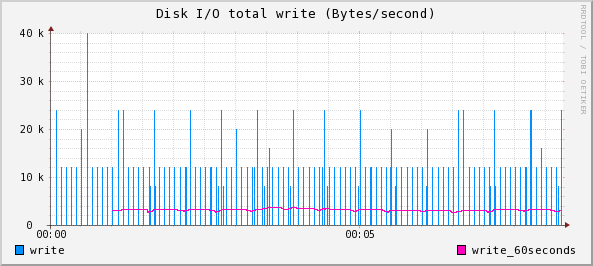 Disk I/O total write (Bytes/second)
RRDTOOL / TOBI OETIKER
40 k
30 k
20 k
10 k
0
00:00 00:05
write write_60seconds